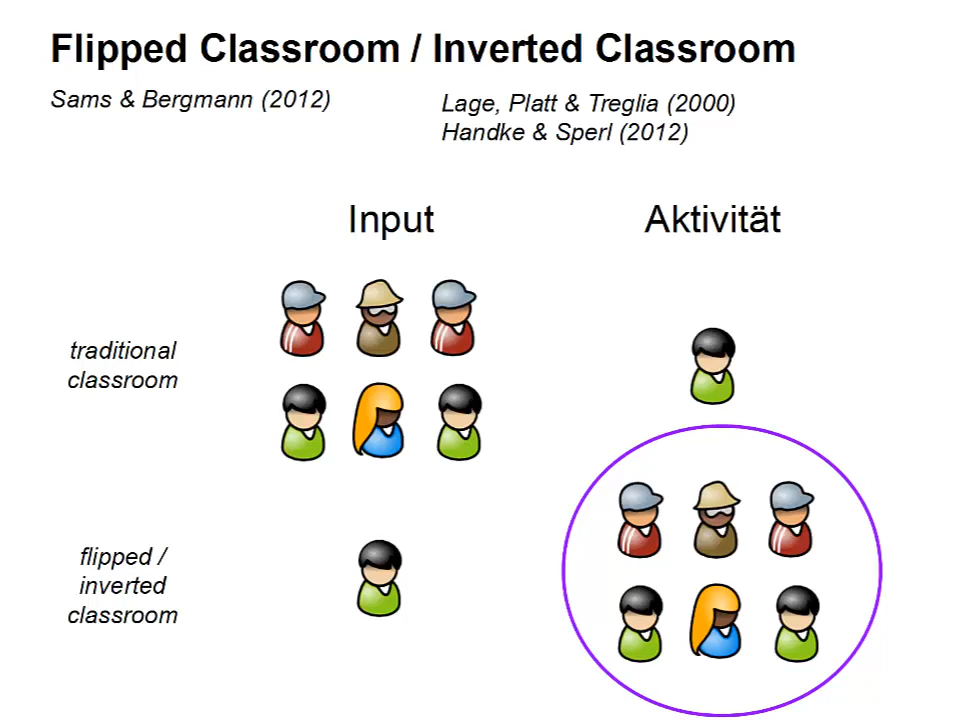 Flipped Classroom / Inverted Classroom
Sams & Bergmann (2012)
Lage, Platt & Treglia (2000)
Handke & Sperl (2012)
Input
Aktivität
traditional
classroom
flipped /
inverted
classroom